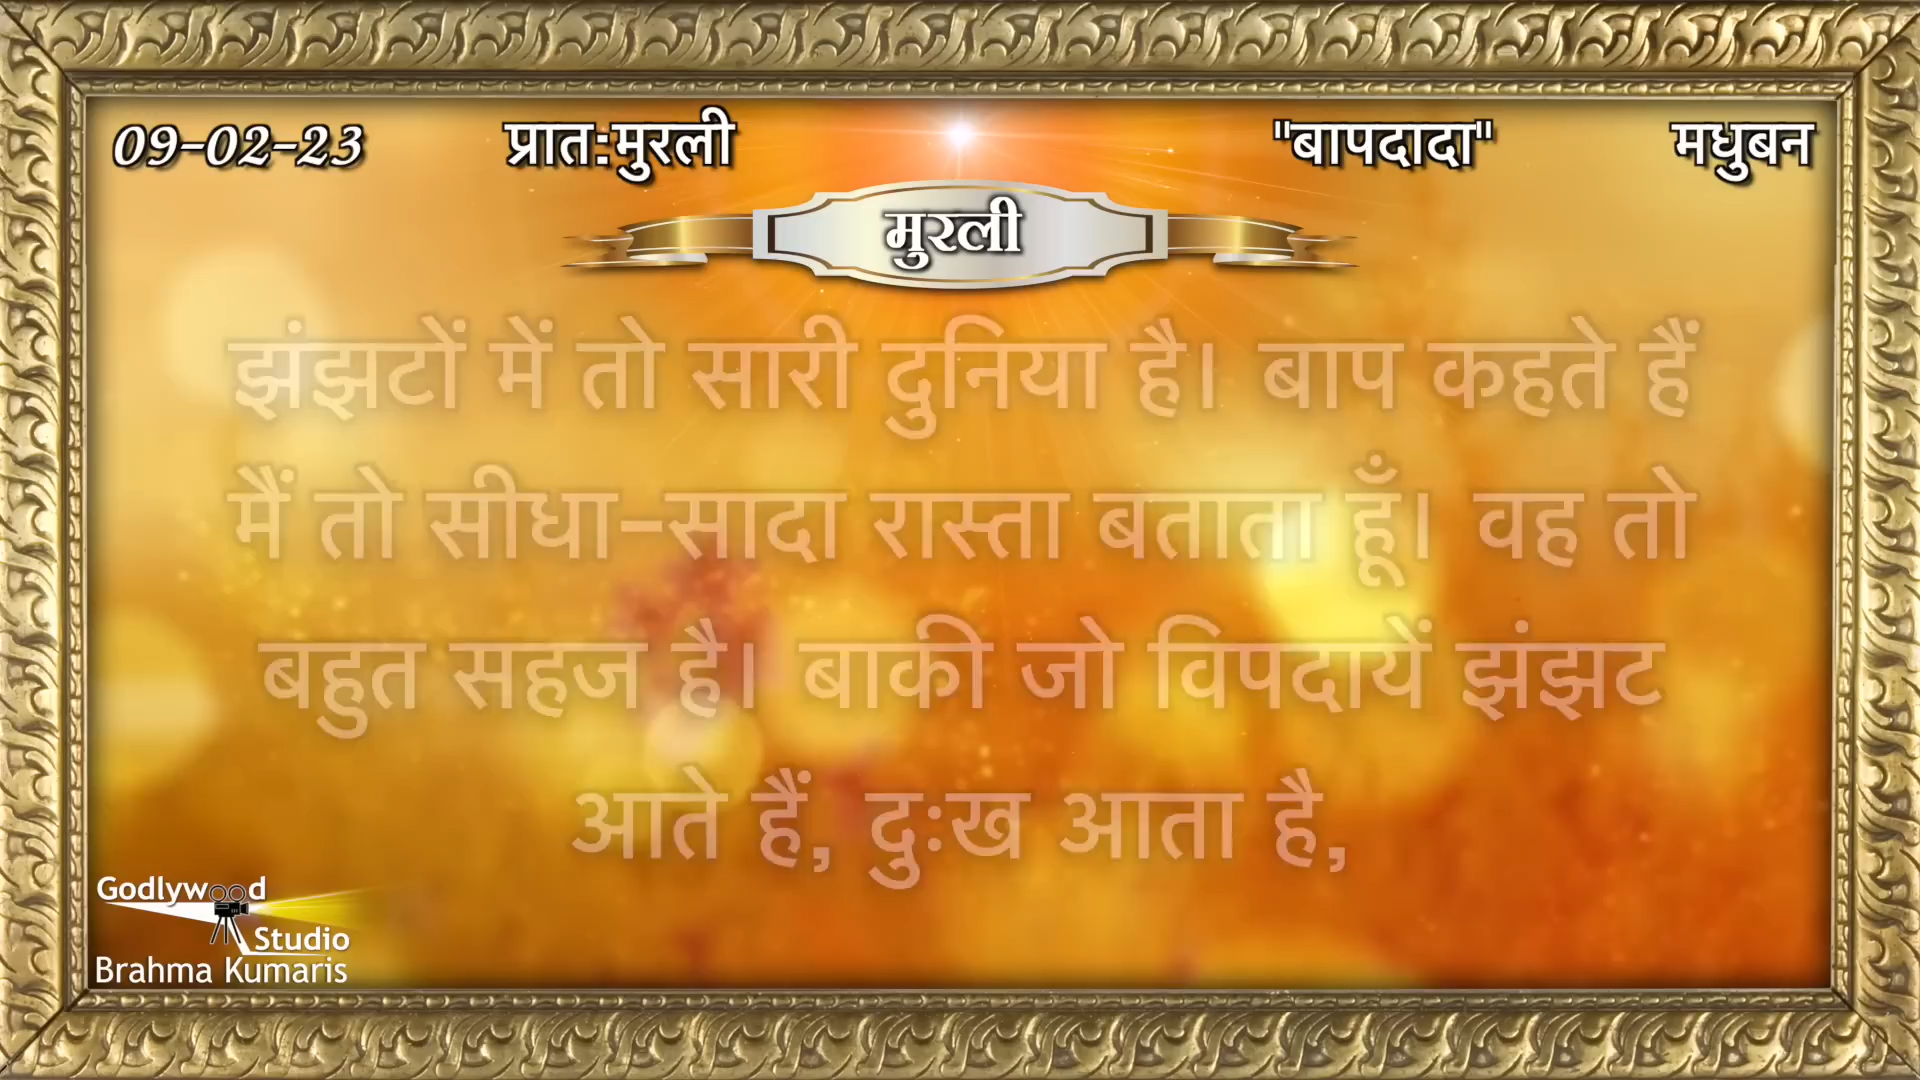 09-02-23 प्रात:मुरली "बापदादा" मधुबन
मुरली
झंझटों में तो सारी दुनिया है। बाप कहते हैं
मैं तो सीधा-सादा रास्ता बताता हूँ। वह तो
बहुत सहज है। बाकी जो विपदायें झंझट
आते हैं, दुःख आता है,
Godlywood
Studio
Brahma Kumaris